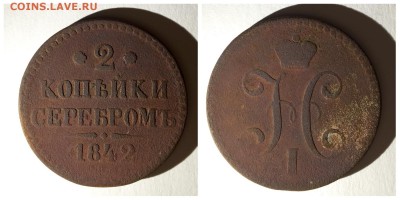 COINS.LAVE.RU
2
КОПѢЙКИ
СЕРЕБРОМЪ
1842
Н
I